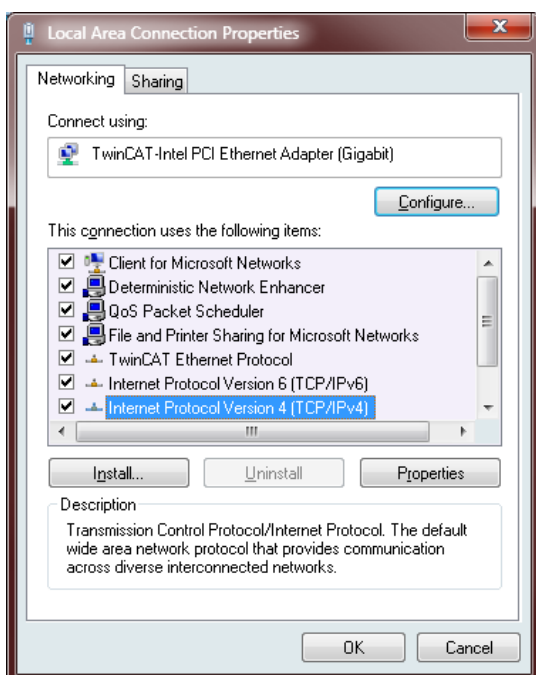 Local Area Connection Properties
Networking
Sharing
Connect using:
TwinCAT-Intel PCI Ethernet Adapter (Gigabit)
Configure...
This connection uses the following items:
Client for Microsoft Networks
Deterministic Network Enhancer
QoS Packet Scheduler
File and Printer Sharing for Microsoft Networks
TwinCAT Ethernet Protocol
Internet Protocol Version 6 (TCP/IPv6)
Internet Protocol Version 4 (TCP/IPv4)
Install...
Uninstall
Properties
Description
Transmission Control Protocol/Internet Protocol. The default
wide area network protocol that provides communication
across diverse interconnected networks.
OK
Cancel